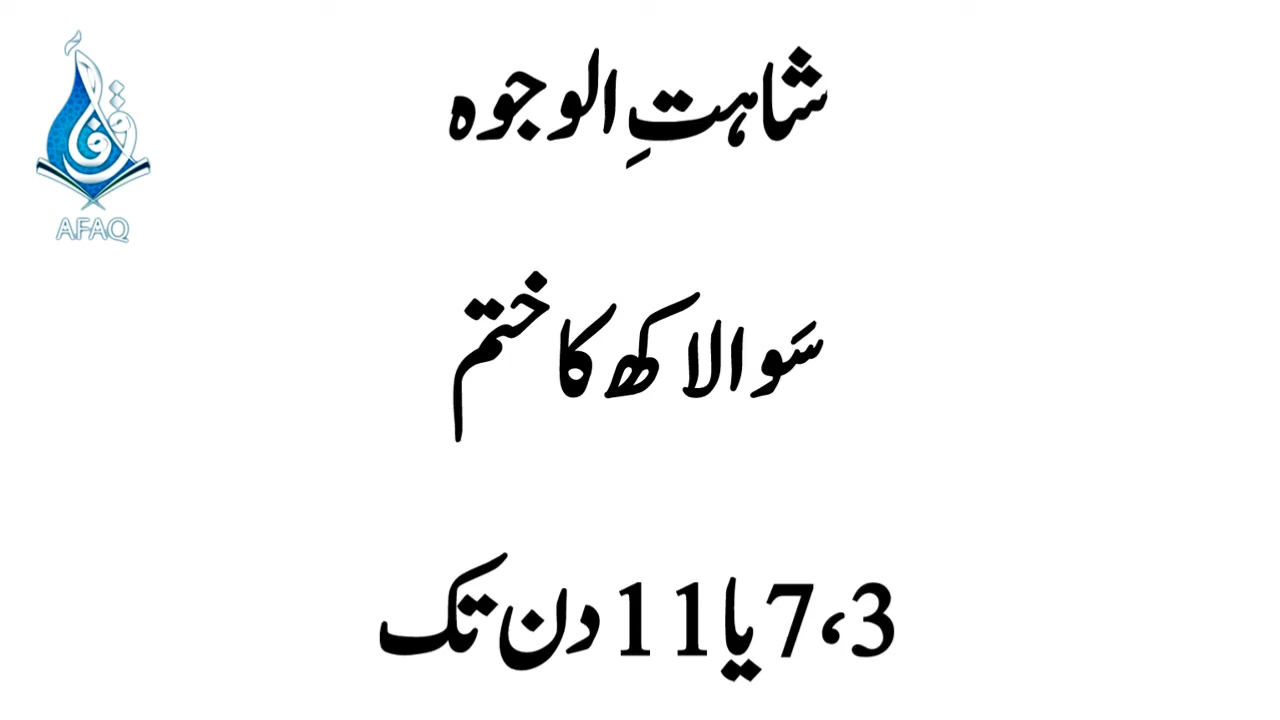 شاہتِ الوجوہ
سَوا لاکھ کا ختم
3، 7 یا 11 دن تک
AFAQ